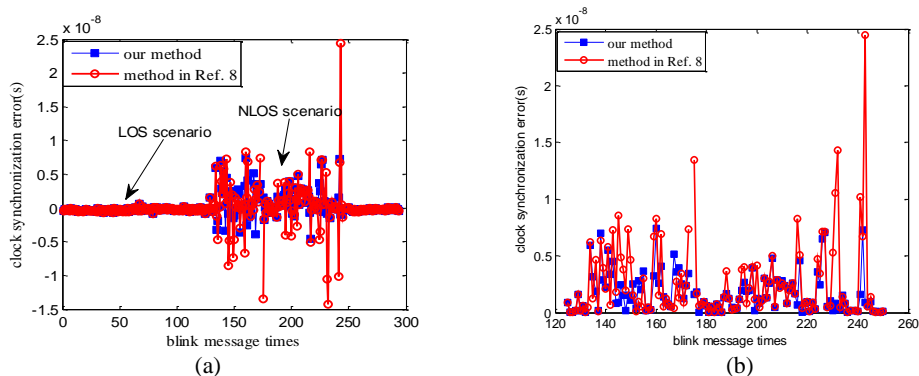 x 10-8
2.5
2
1.5
1
0.5
0
-0.5
-1
-1.5
0 50 100 150 200 250 300
clock synchronization error(s)
blink message times
our method
method in Ref. 8
LOS scenario
NLOS scenario
(a)
x 10-8
2.5
2
1.5
1
0.5
0
120 140 160 180 200 220 240 260
clock synchronization error(s)
blink message times
our method
method in Ref. 8
(b)